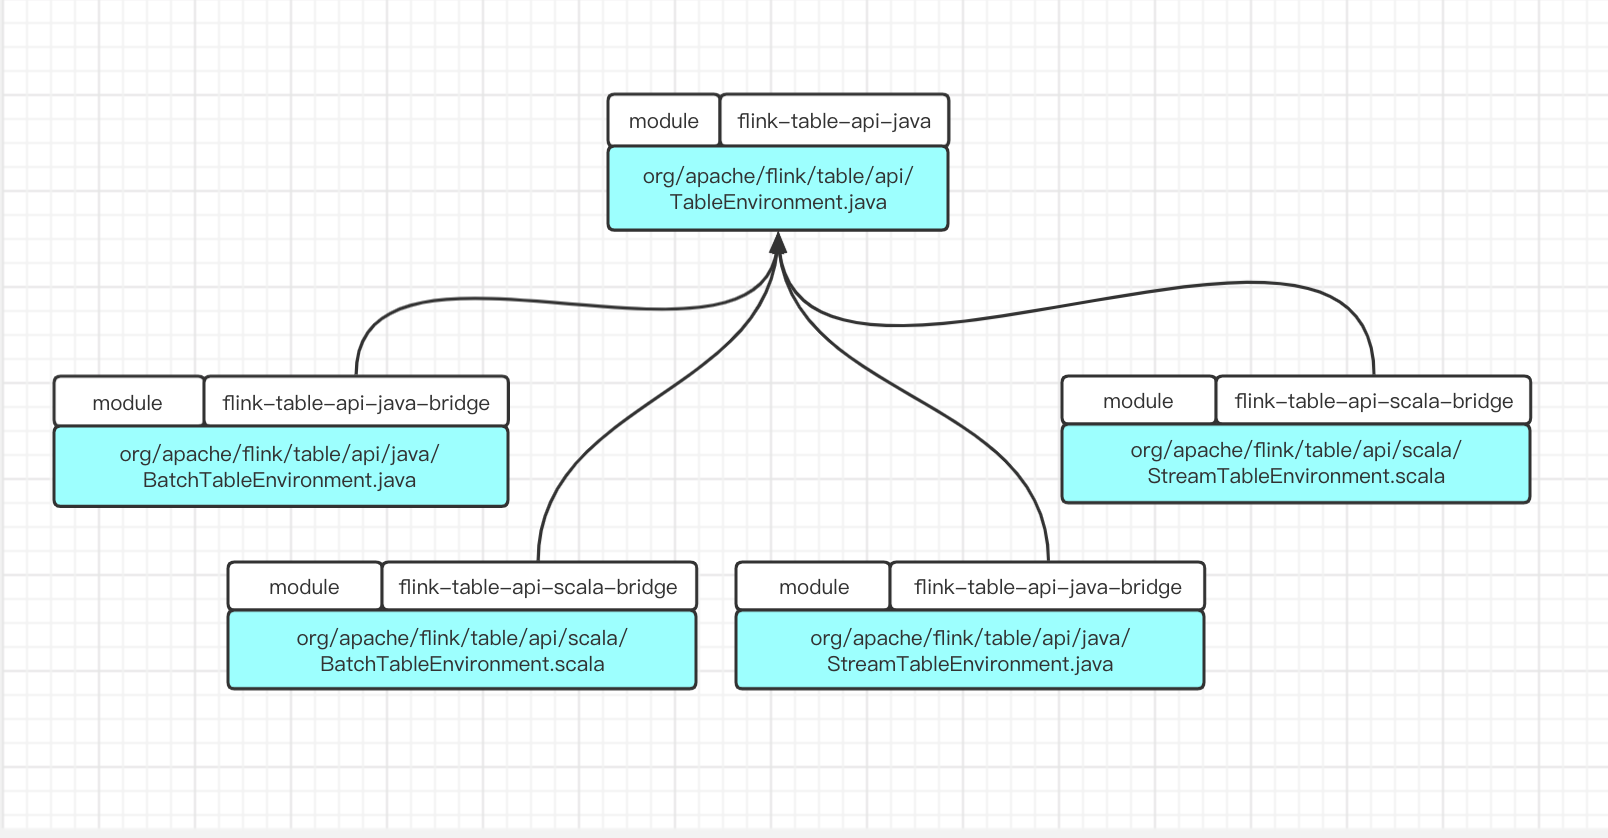 module
flink-table-api-java
org/apache/flink/table/api/
TableEnvironment.java
module
flink-table-api-java-bridge
org/apache/flink/table/api/java/
BatchTableEnvironment.java
module
flink-table-api-scala-bridge
org/apache/flink/table/api/scala/
StreamTableEnvironment.scala
module
flink-table-api-scala-bridge
org/apache/flink/table/api/scala/
BatchTableEnvironment.scala
module
flink-table-api-java-bridge
org/apache/flink/table/api/java/
StreamTableEnvironment.java